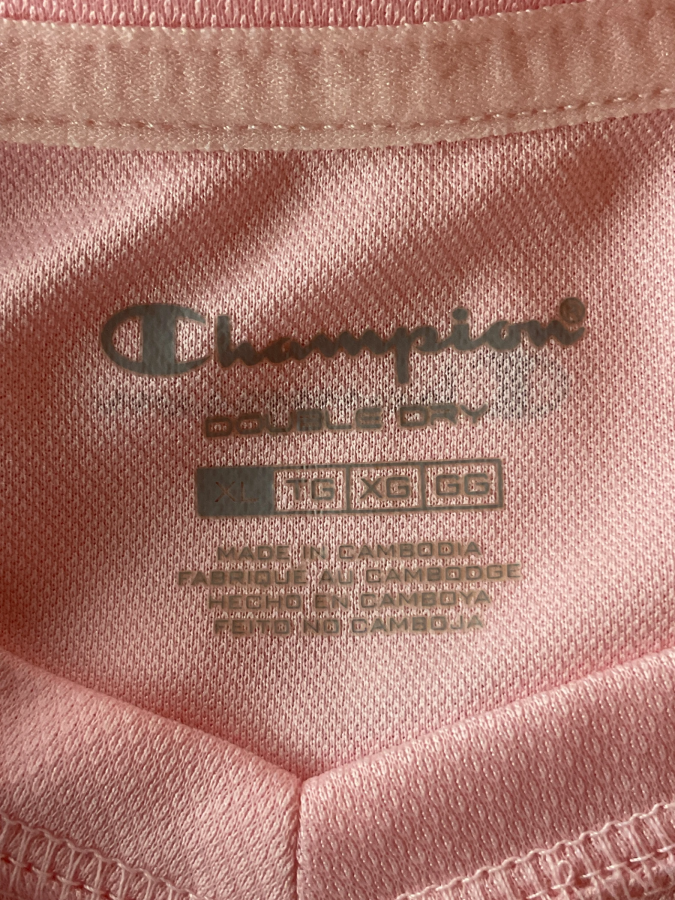 Champion®
DOUBLE DRY
XL TG XG GG
MADE IN CAMBODIA
FABRIQUÉ AU CAMBODGE
HECHO EN CAMBOYA
FEITO NO CAMBOJA